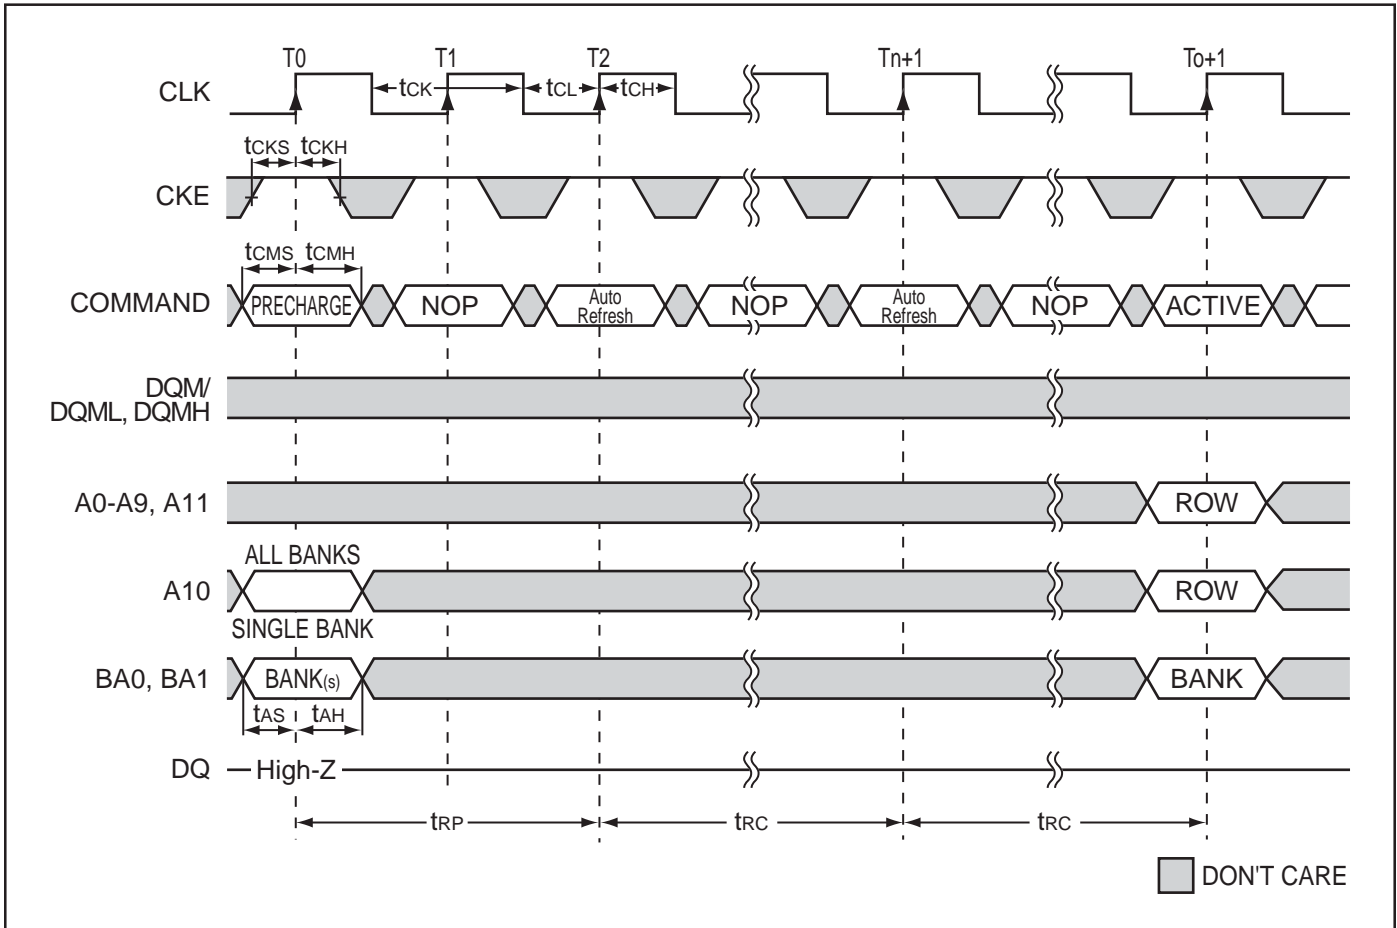 T0 T1 T2 Tn+1 To+1
CLK tCK tCL tCH
tCKS tCKH
CKE
tCMS tCMH
COMMAND PRECHARGE NOP Auto Refresh NOP Auto Refresh NOP ACTIVE
DQM/
DQML, DQMH
A0-A9, A11 ROW
ALL BANKS
A10 ROW
SINGLE BANK
BA0, BA1 BANK(s) BANK
tAS tAH
DQ High-Z
tRP tRC tRC
DON'T CARE